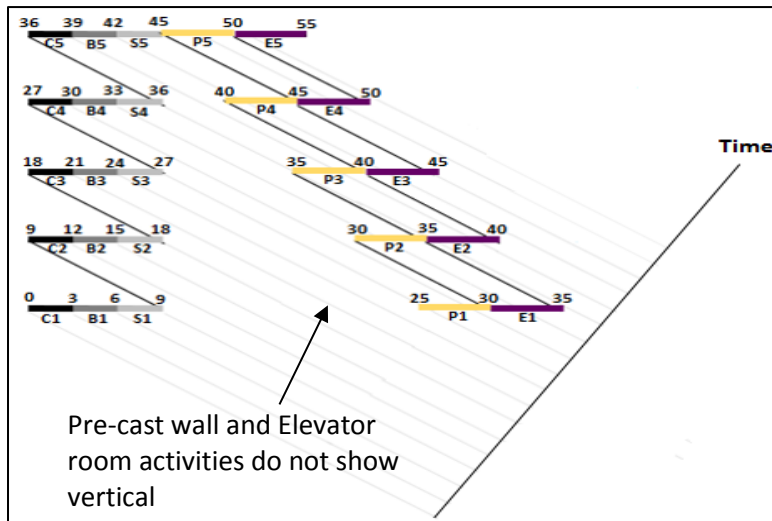 36 39 42 45 50 55
C5 B5 S5 P5 E5
27 30 33 36 40 45 50
C4 B4 S4 P4 E4
Time
18 21 24 27 35 40 45
C3 B3 S3 P3 E3
9 12 15 18 30 35 40
C2 B2 S2 P2 E2
0 3 6 9 25 30 35
C1 B1 S1 P1 E1
Pre-cast wall and Elevator
room activities do not show
vertical